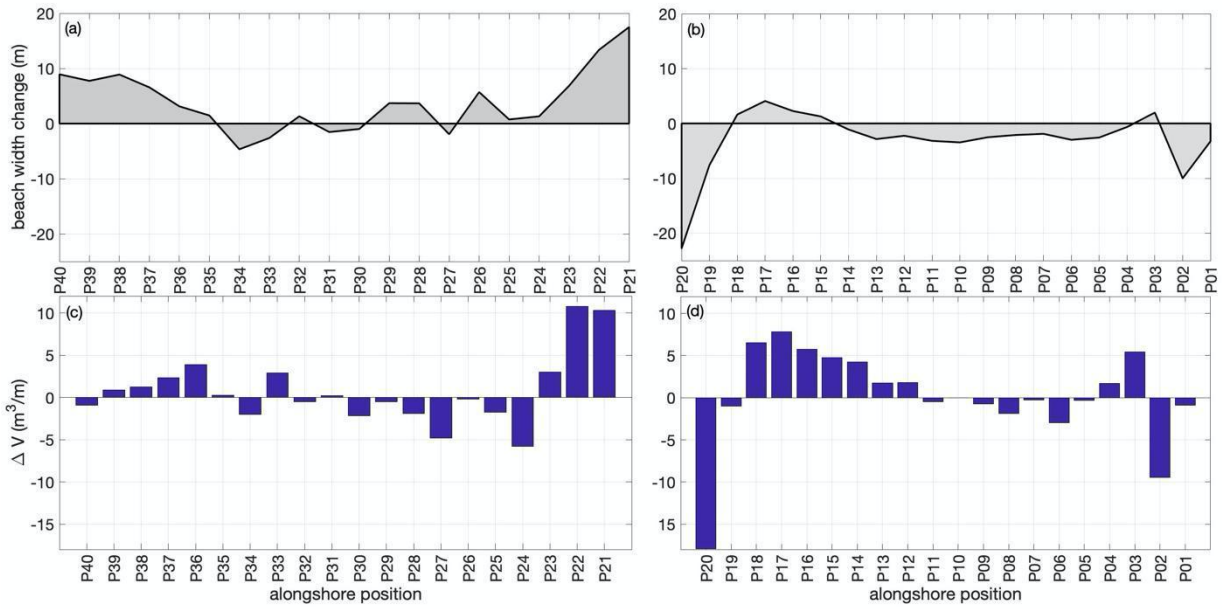 (a)
beach width change (m)
20
10
0
-10
-20
P40 P39 P38 P37 P36 P35 P34 P33 P32 P31 P30 P29 P28 P27 P26 P25 P24 P23 P22 P21
(b)
20
10
0
-10
-20
P20 P19 P18 P17 P16 P15 P14 P13 P12 P11 P10 P09 P08 P07 P06 P05 P04 P03 P02 P01
(c)
Δ V (m³/m)
10
5
0
-5
-10
-15
P40 P39 P38 P37 P36 P35 P34 P33 P32 P31 P30 P29 P28 P27 P26 P25 P24 P23 P22 P21
alongshore position
(d)
10
5
0
-5
-10
-15
P20 P19 P18 P17 P16 P15 P14 P13 P12 P11 P10 P09 P08 P07 P06 P05 P04 P03 P02 P01
alongshore position